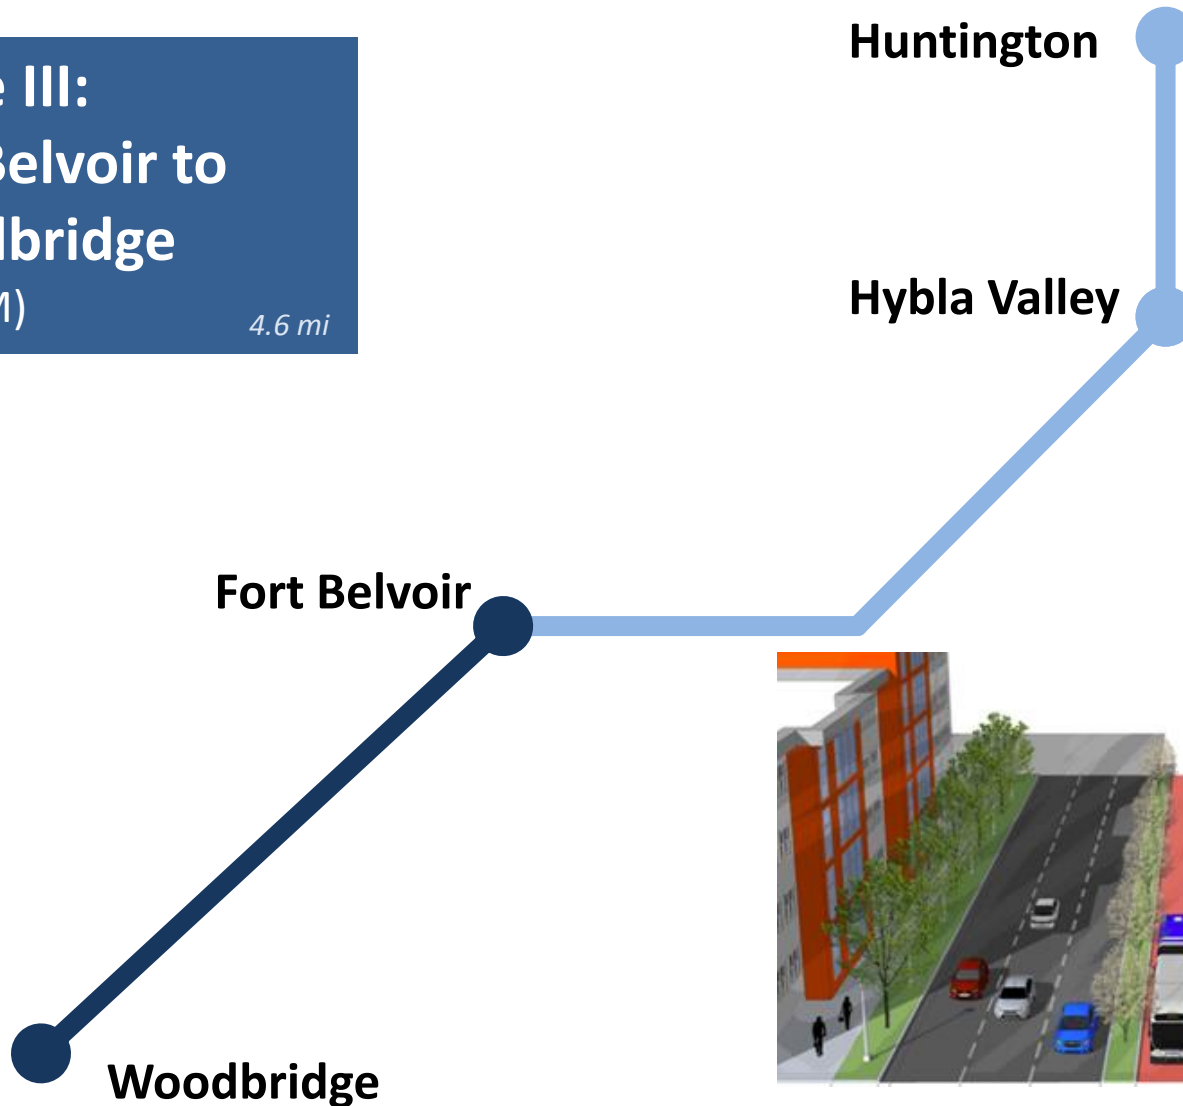 III:
Belvoir to
lbridge
)
4.6 mi
Huntington
Hybla Valley
Fort Belvoir
Woodbridge